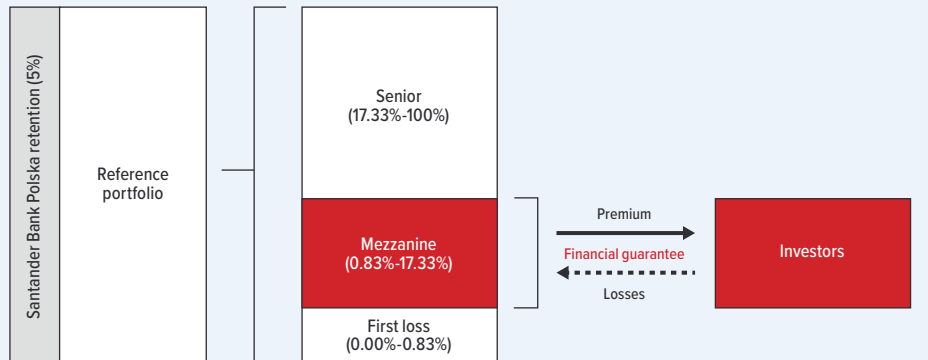 Santander Bank Polska retention (5%)
Reference
portfolio
Senior
(17.33%-100%)
Mezzanine
(0.83%-17.33%)
First loss
(0.00%-0.83%)
Premium
Financial guarantee
Losses
Investors